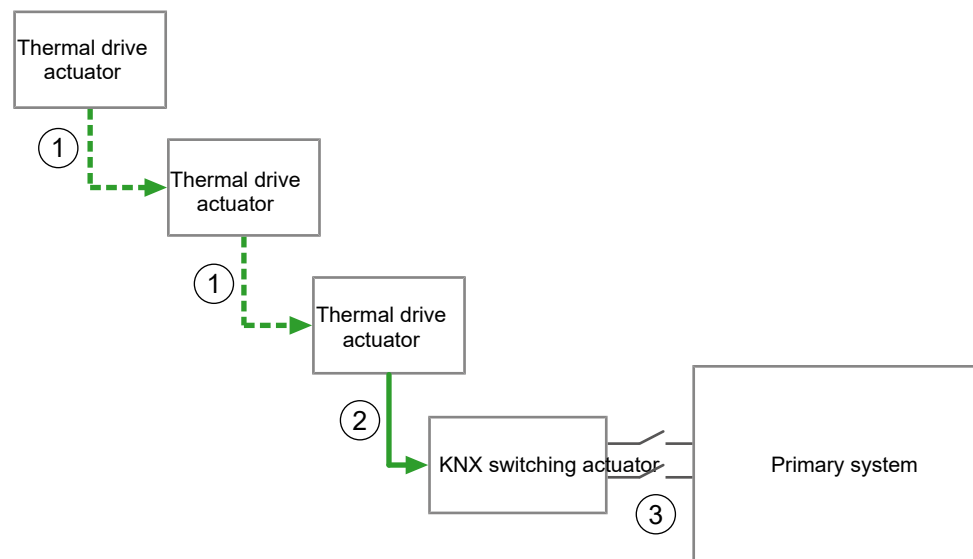 Thermal drive
actuator
1
Thermal drive
actuator
1
Thermal drive
actuator
2
KNX switching actuator
Primary system
3